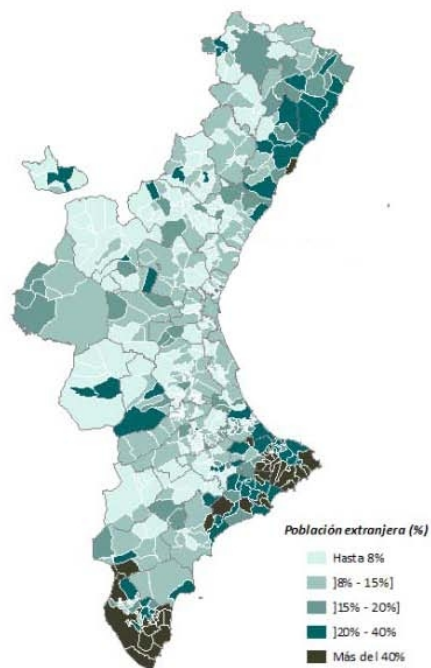 Población extranjera (%)
Hasta 8%
]8% - 15%]
]15% - 20%]
]20% - 40%
Más del 40%